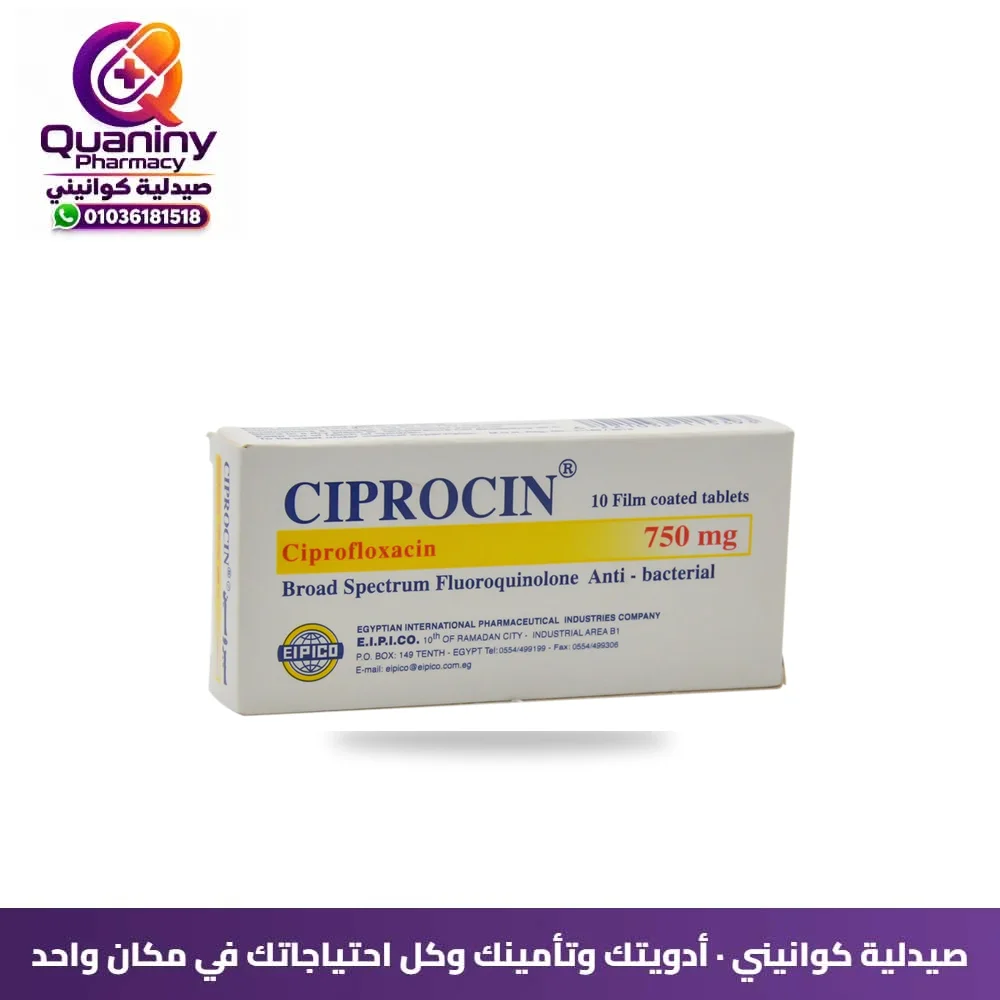 Quaniny
Pharmacy
صيدلية كوانيني
01036181518
CIPROCIN®
10 Film coated tablets
Ciprofloxacin
750 mg
Broad Spectrum Fluoroquinolone Anti - bacterial
EGYPTIAN INTERNATIONAL PHARMACEUTICAL INDUSTRIES COMPANY
E.I.P.I.CO. 10th OF RAMADAN CITY - INDUSTRIAL AREA B1
P.O. BOX: 149 TENTH - EGYPT Tel: 0554/499199 - Fax: 0554/499306
E-mail: eipico@eipico.com.eg
EIPICO
CIPROCIN®
صيدلية كوانيني · أدويتك وتأمينك وكل احتياجاتك في مكان واحد